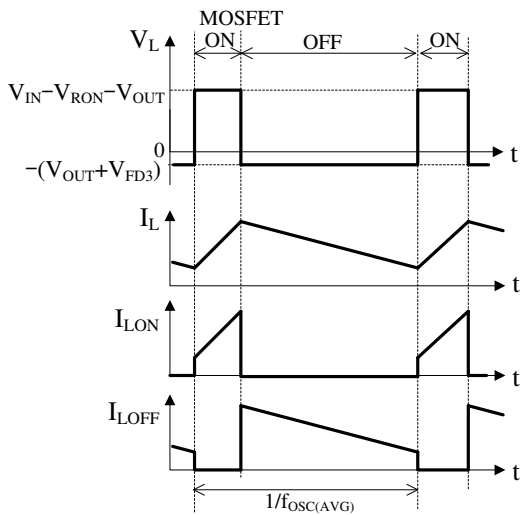 MOSFET
V_L
ON OFF ON
V_IN−V_RON−V_OUT
0
t
−(V_OUT+V_FD3)
I_L
t
I_LON
t
I_LOFF
t
1/f_OSC(AVG)